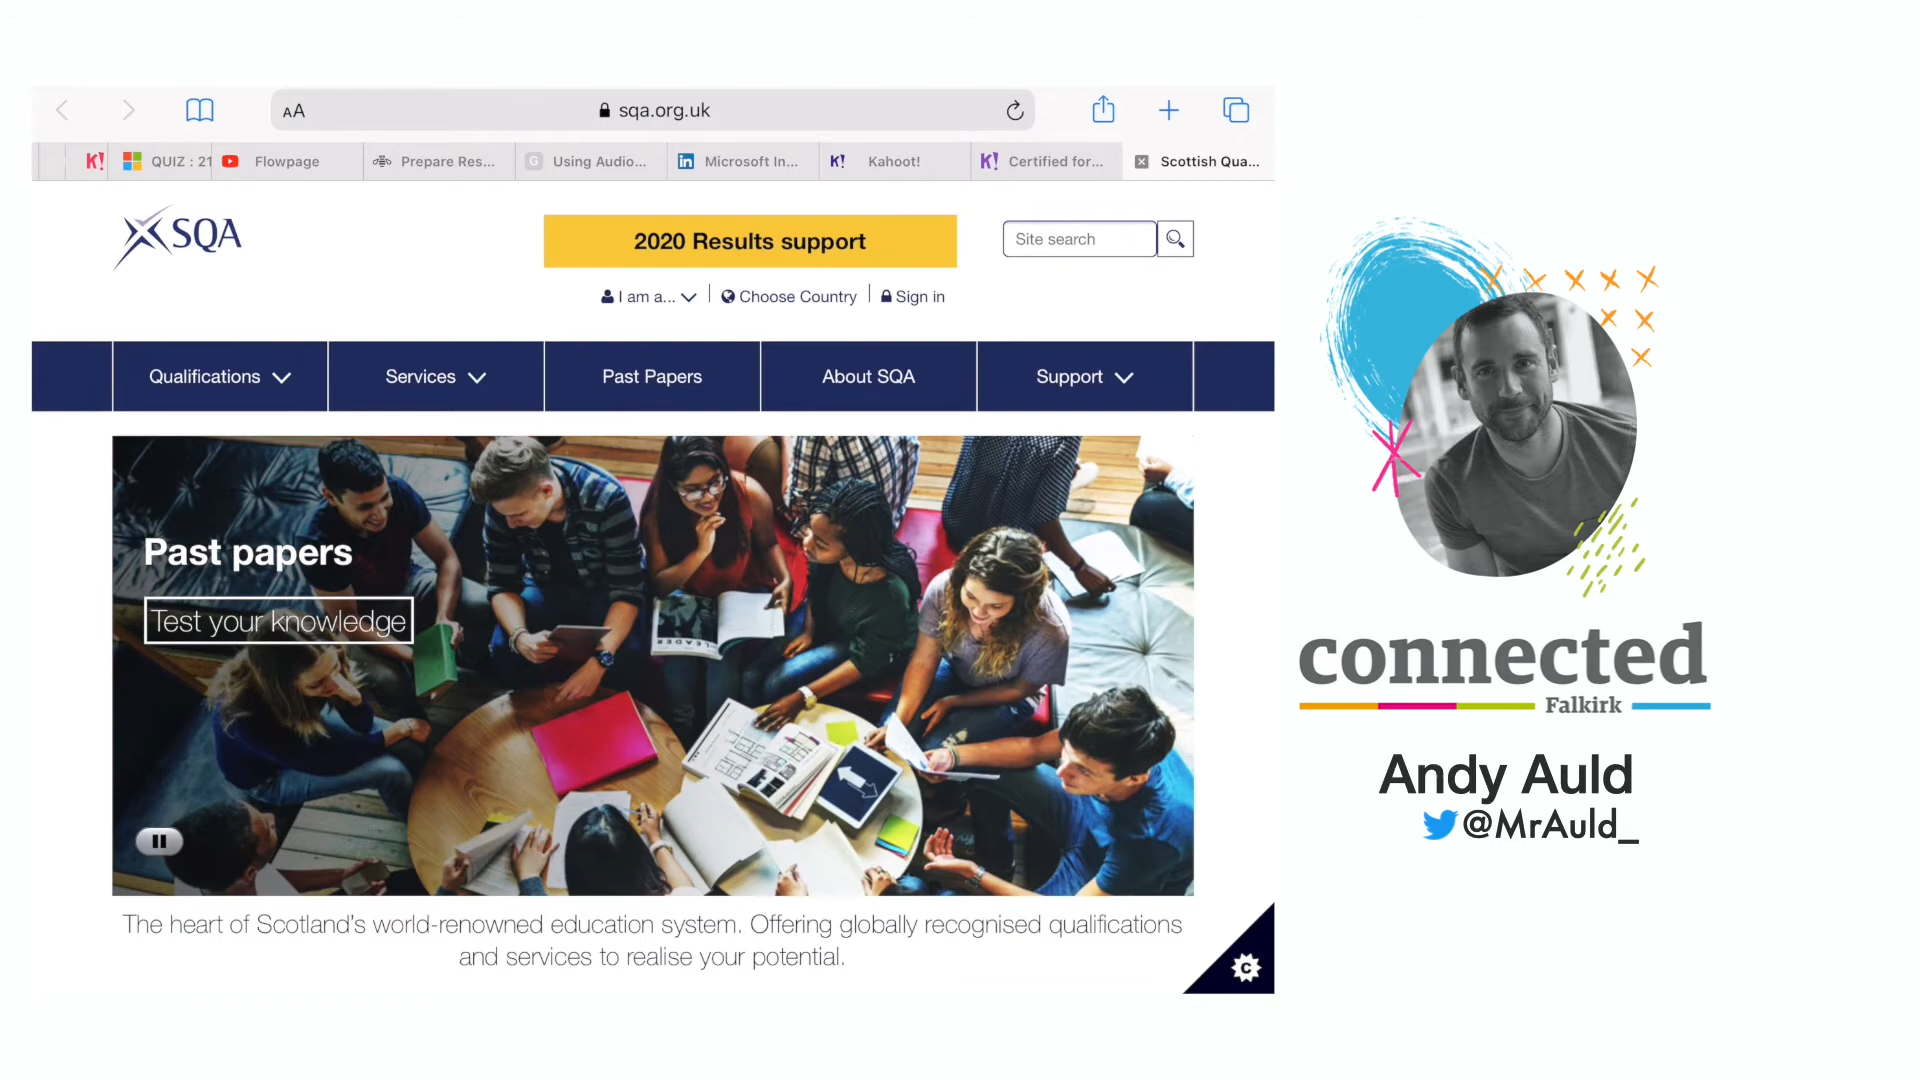 AA
sqa.org.uk
K!
QUIZ : 21
Flowpage
Prepare Res...
G Using Audio...
in Microsoft In...
K! Kahoot!
K! Certified for...
Scottish Qua...
SQA
2020 Results support
Site search
I am a...
Choose Country
Sign in
Qualifications
Services
Past Papers
About SQA
Support
Past papers
Test your knowledge
The heart of Scotland's world-renowned education system. Offering globally recognised qualifications
and services to realise your potential.
C
connected
Falkirk
Andy Auld
@MrAuld_